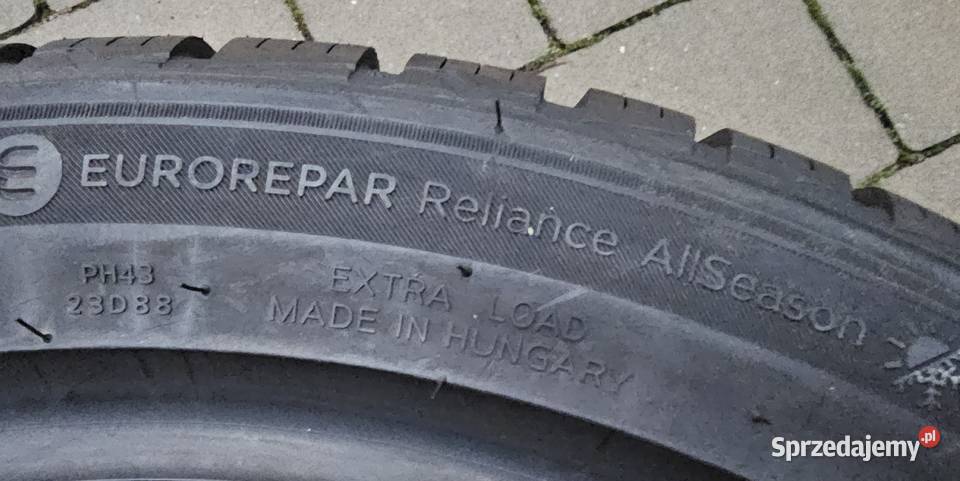 EUROREPAR Reliance AllSeason
PH43
23D88
EXTRA LOAD
MADE IN HUNGARY
Sprzedajemy.pl